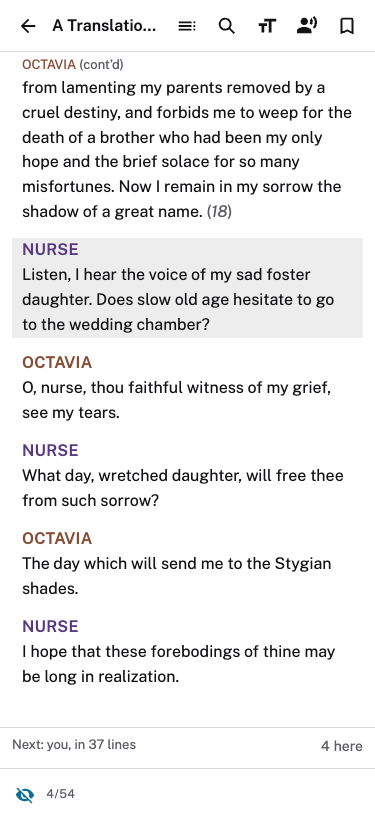 A Translatio...
OCTAVIA (cont'd)
from lamenting my parents removed by a
cruel destiny, and forbids me to weep for the
death of a brother who had been my only
hope and the brief solace for so many
misfortunes. Now I remain in my sorrow the
shadow of a great name. (18)
NURSE
Listen, I hear the voice of my sad foster
daughter. Does slow old age hesitate to go
to the wedding chamber?
OCTAVIA
O, nurse, thou faithful witness of my grief,
see my tears.
NURSE
What day, wretched daughter, will free thee
from such sorrow?
OCTAVIA
The day which will send me to the Stygian
shades.
NURSE
I hope that these forebodings of thine may
be long in realization.
Next: you, in 37 lines
4 here
4/54